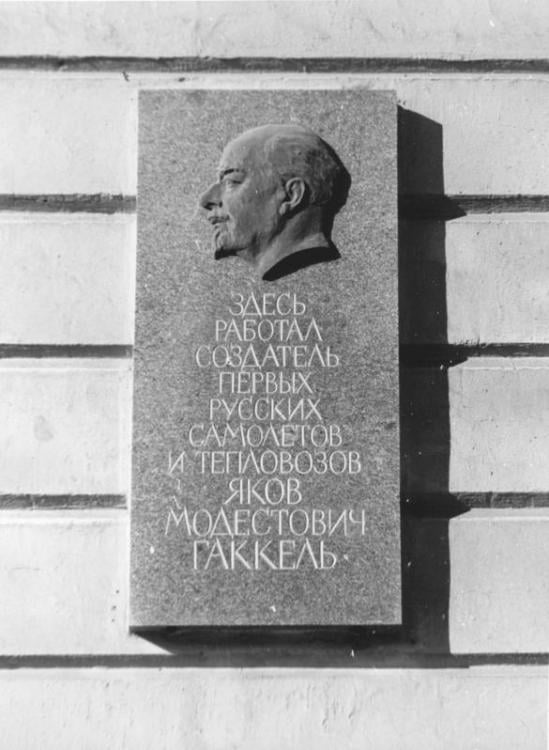 ЗДЕСЬ
РАБОТАЛ
СОЗДАТЕЛЬ
ПЕРВЫХ
РУССКИХ
САМОЛЕТОВ
И ТЕПЛОВОЗОВ
ЯКОВ
МОДЕСТОВИЧ
ГАККЕЛЬ